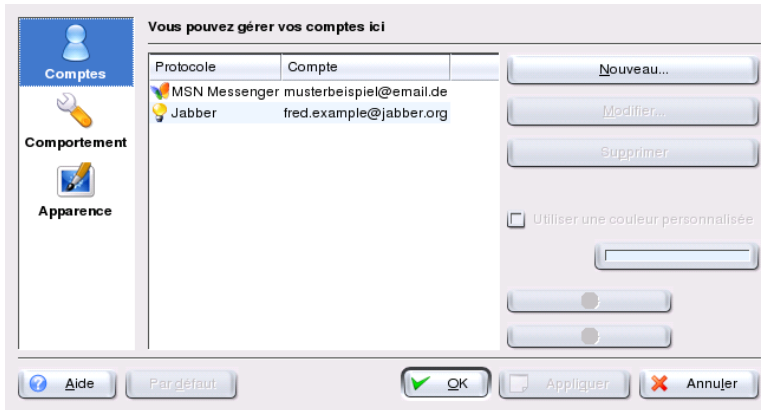 Vous pouvez gérer vos comptes ici
Comptes
Comportement
Apparence
Protocole Compte
MSN Messenger musterbeispiel@email.de
Jabber fred.example@jabber.org
Nouveau...
Modifier...
Supprimer
Utiliser une couleur personnalisée
Aide
Par défaut
OK
Appliquer
Annuler